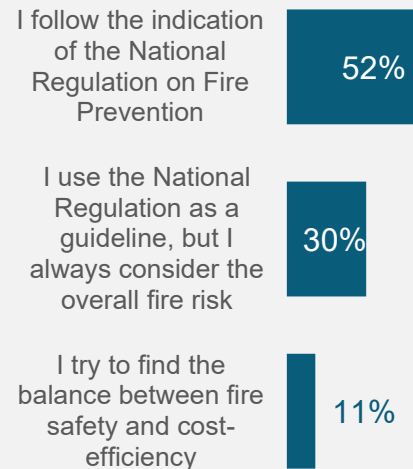 I follow the indication
of the National
Regulation on Fire
Prevention
52%
I use the National
Regulation as a
guideline, but I
always consider the
overall fire risk
30%
I try to find the
balance between fire
safety and cost-
efficiency
11%